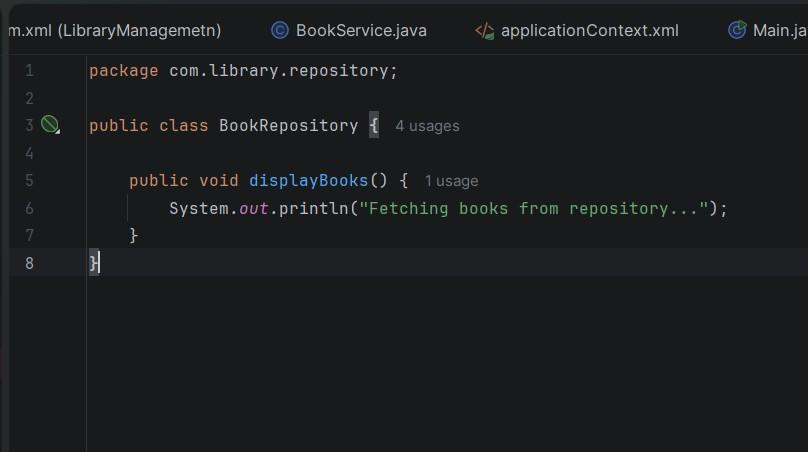 m.xml (LibraryManagemetn) BookService.java applicationContext.xml Main.ja
1 package com.library.repository;
2
3 public class BookRepository { 4 usages
4
5 public void displayBooks() { 1 usage
6 System.out.println("Fetching books from repository...");
7 }
8 }